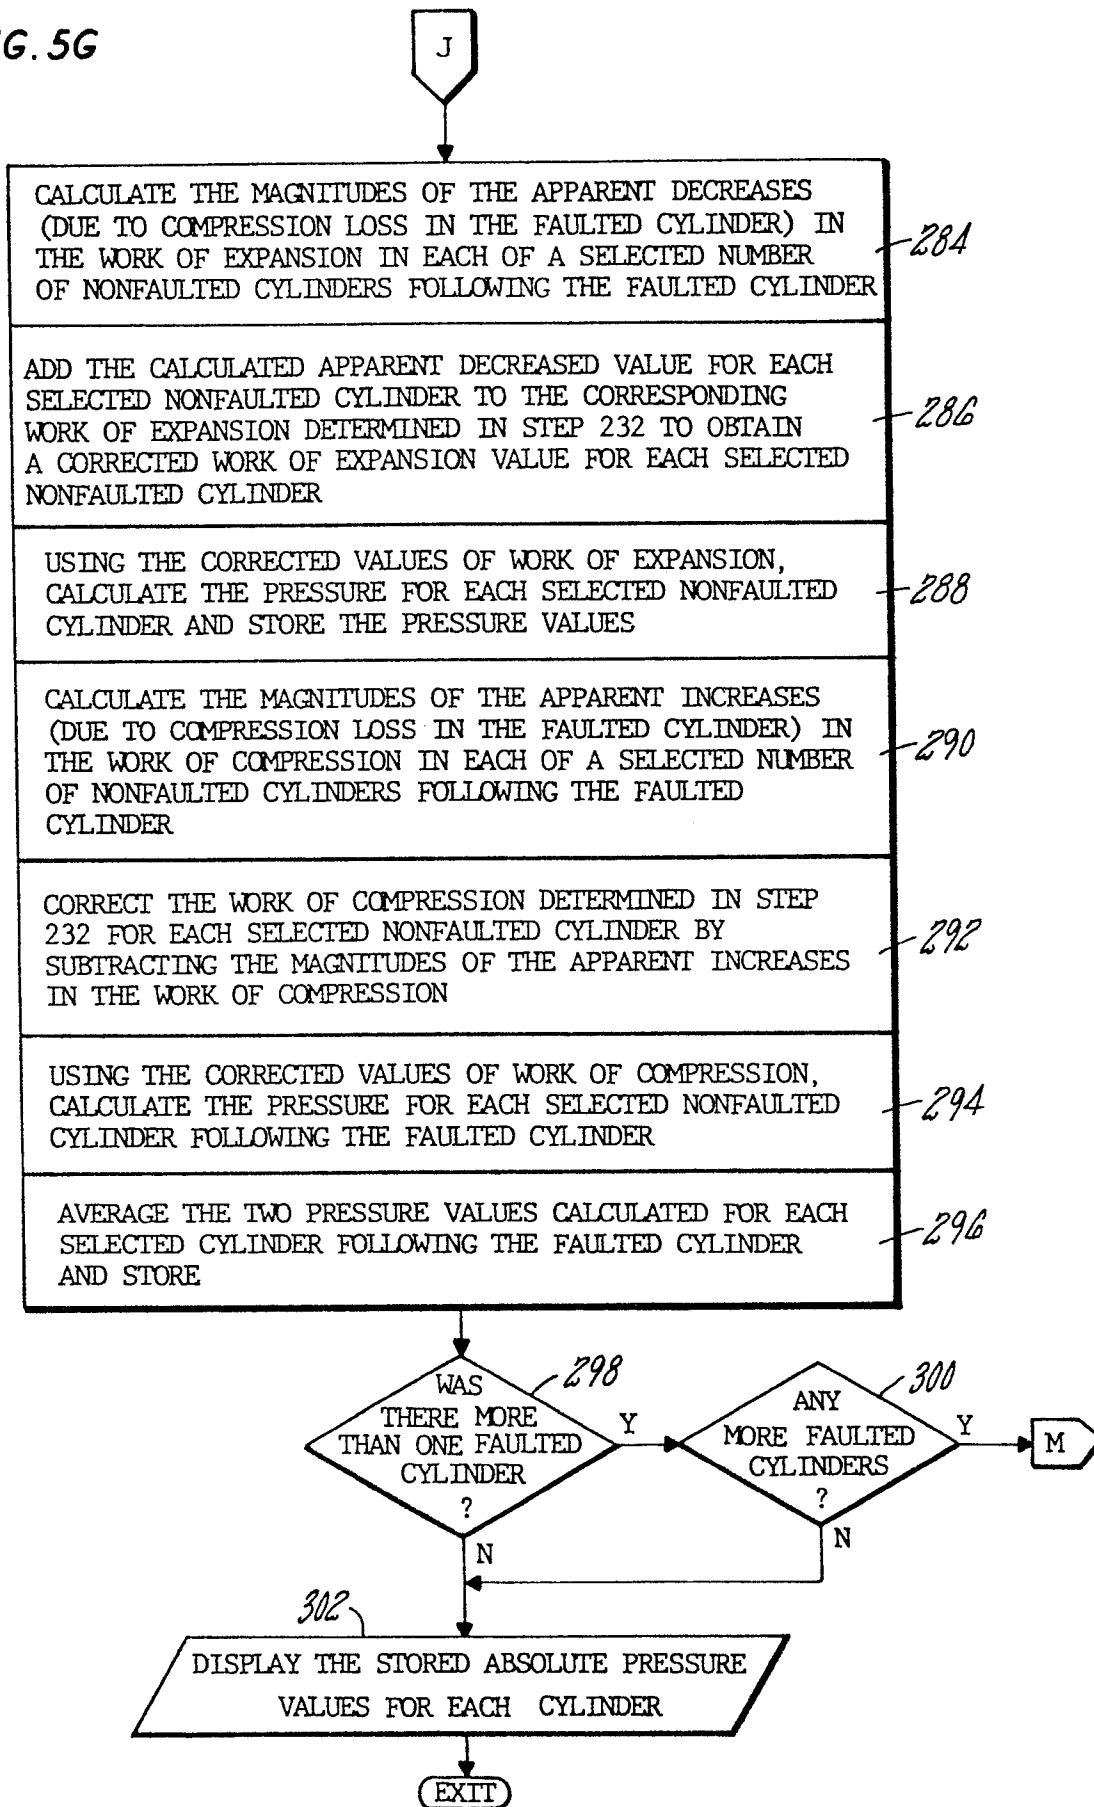 G. 5G
J
CALCULATE THE MAGNITUDES OF THE APPARENT DECREASES
(DUE TO COMPRESSION LOSS IN THE FAULTED CYLINDER) IN
THE WORK OF EXPANSION IN EACH OF A SELECTED NUMBER
OF NONFAULTED CYLINDERS FOLLOWING THE FAULTED CYLINDER
284
ADD THE CALCULATED APPARENT DECREASED VALUE FOR EACH
SELECTED NONFAULTED CYLINDER TO THE CORRESPONDING
WORK OF EXPANSION DETERMINED IN STEP 232 TO OBTAIN
A CORRECTED WORK OF EXPANSION VALUE FOR EACH SELECTED
NONFAULTED CYLINDER
286
USING THE CORRECTED VALUES OF WORK OF EXPANSION,
CALCULATE THE PRESSURE FOR EACH SELECTED NONFAULTED
CYLINDER AND STORE THE PRESSURE VALUES
288
CALCULATE THE MAGNITUDES OF THE APPARENT INCREASES
(DUE TO COMPRESSION LOSS IN THE FAULTED CYLINDER) IN
THE WORK OF COMPRESSION IN EACH OF A SELECTED NUMBER
OF NONFAULTED CYLINDERS FOLLOWING THE FAULTED
CYLINDER
290
CORRECT THE WORK OF COMPRESSION DETERMINED IN STEP
232 FOR EACH SELECTED NONFAULTED CYLINDER BY
SUBTRACTING THE MAGNITUDES OF THE APPARENT INCREASES
IN THE WORK OF COMPRESSION
292
USING THE CORRECTED VALUES OF WORK OF COMPRESSION,
CALCULATE THE PRESSURE FOR EACH SELECTED NONFAULTED
CYLINDER FOLLOWING THE FAULTED CYLINDER
294
AVERAGE THE TWO PRESSURE VALUES CALCULATED FOR EACH
SELECTED CYLINDER FOLLOWING THE FAULTED CYLINDER
AND STORE
296
298
WAS
THERE MORE
THAN ONE FAULTED
CYLINDER
?
Y
N
300
ANY
MORE FAULTED
CYLINDERS
?
Y
M
N
302
DISPLAY THE STORED ABSOLUTE PRESSURE
VALUES FOR EACH CYLINDER
EXIT